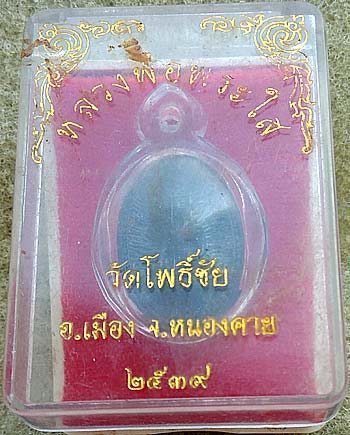 หลวงพ่อพระใส
วัดโพธิ์ชัย
อ.เมือง จ.หนองคาย
๒๕๓๙